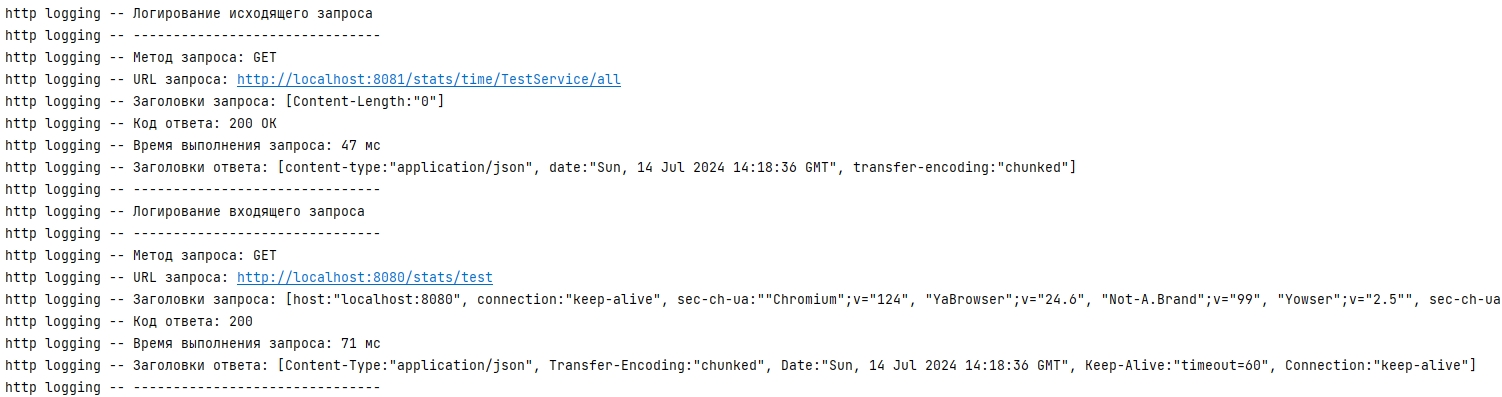 http logging -- Логирование исходящего запроса
http logging -- -------------------------------
http logging -- Метод запроса: GET
http logging -- URL запроса: http://localhost:8081/stats/time/TestService/all
http logging -- Заголовки запроса: [Content-Length:"0"]
http logging -- Код ответа: 200 OK
http logging -- Время выполнения запроса: 47 мс
http logging -- Заголовки ответа: [content-type:"application/json", date:"Sun, 14 Jul 2024 14:18:36 GMT", transfer-encoding:"chunked"]
http logging -- -------------------------------
http logging -- Логирование входящего запроса
http logging -- -------------------------------
http logging -- Метод запроса: GET
http logging -- URL запроса: http://localhost:8080/stats/test
http logging -- Заголовки запроса: [host:"localhost:8080", connection:"keep-alive", sec-ch-ua:""Chromium";v="124", "YaBrowser";v="24.6", "Not-A.Brand";v="99", "Yowser";v="2.5"", sec-ch-ua
http logging -- Код ответа: 200
http logging -- Время выполнения запроса: 71 мс
http logging -- Заголовки ответа: [Content-Type:"application/json", Transfer-Encoding:"chunked", Date:"Sun, 14 Jul 2024 14:18:36 GMT", Keep-Alive:"timeout=60", Connection:"keep-alive"]
http logging -- -------------------------------